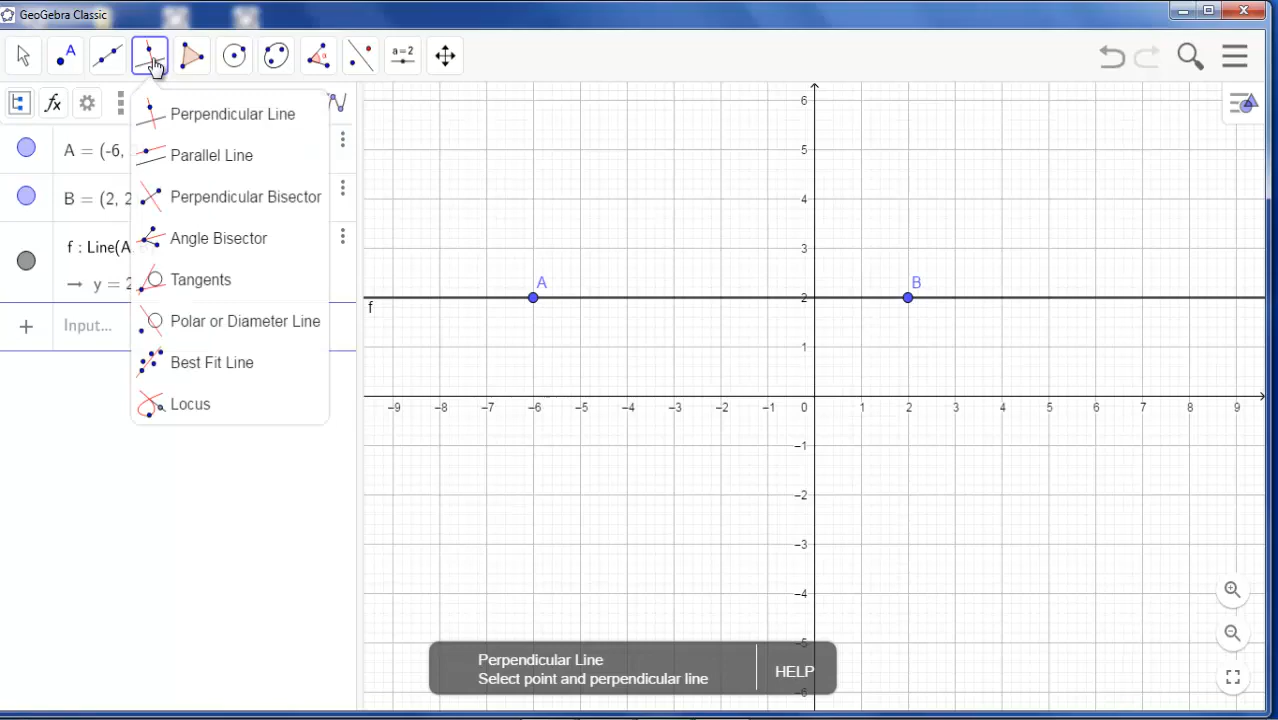 GeoGebra Classic
A
a=2
Perpendicular Line
Parallel Line
Perpendicular Bisector
Angle Bisector
Tangents
Polar or Diameter Line
Best Fit Line
Locus
fx
A = (-6,
B = (2, 2
f : Line(A
→ y = 2
Input...
A
B
f
6
5
4
3
2
1
−9 −8 −7 −6 −5 −4 −3 −2 −1 0 1 2 3 4 5 6 7 8 9
−1
−2
−3
−4
−5
−6
Perpendicular Line
Select point and perpendicular line
HELP